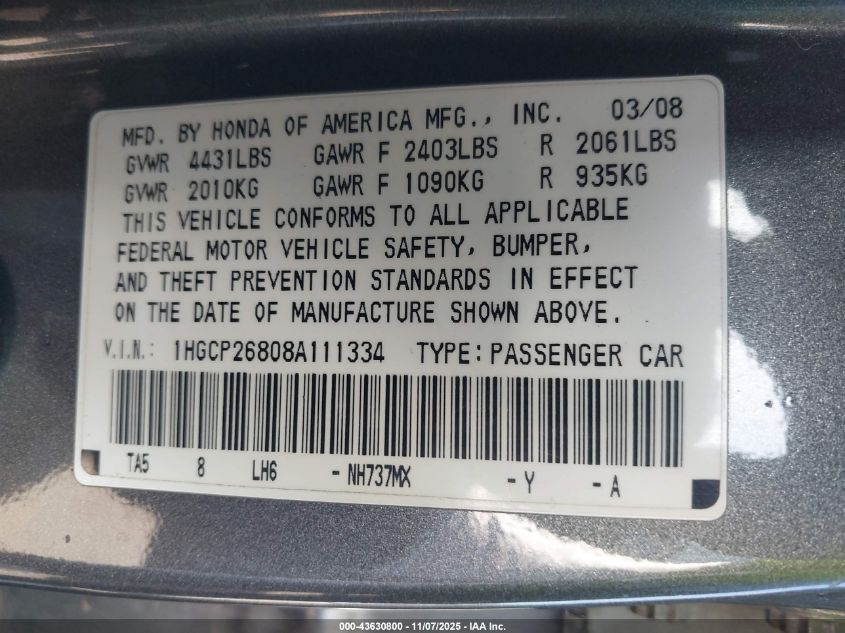 MFD. BY HONDA OF AMERICA MFG., INC. 03/08
GVWR 4431LBS GAWR F 2403LBS R 2061LBS
GVWR 2010KG GAWR F 1090KG R 935KG
THIS VEHICLE CONFORMS TO ALL APPLICABLE
FEDERAL MOTOR VEHICLE SAFETY, BUMPER,
AND THEFT PREVENTION STANDARDS IN EFFECT
ON THE DATE OF MANUFACTURE SHOWN ABOVE.
V.I.N.: 1HGCP26808A111334 TYPE: PASSENGER CAR
TA5 8 LH6 -NH737MX -Y -A
000-43630800 - 11/07/2025 - IAA Inc.